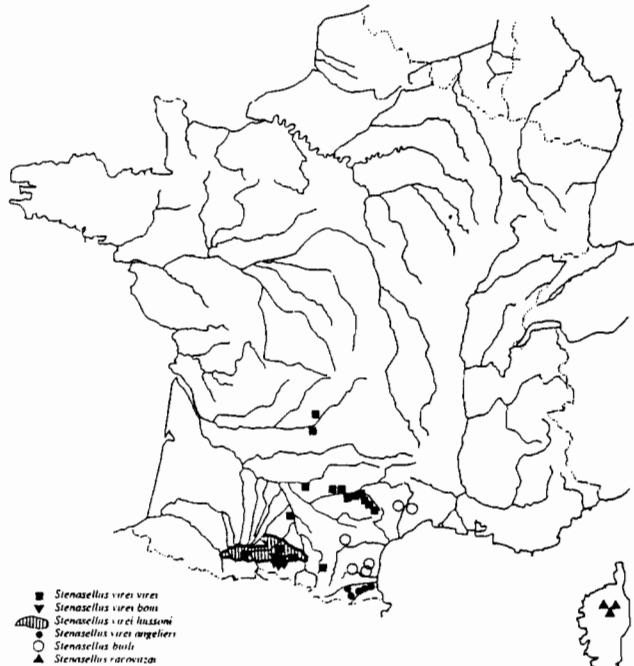 Stenasellus virei virei
Stenasellus virei boui
Stenasellus virei hussoni
Stenasellus virei angelieri
Stenasellus buili
Stenasellus racovitzai